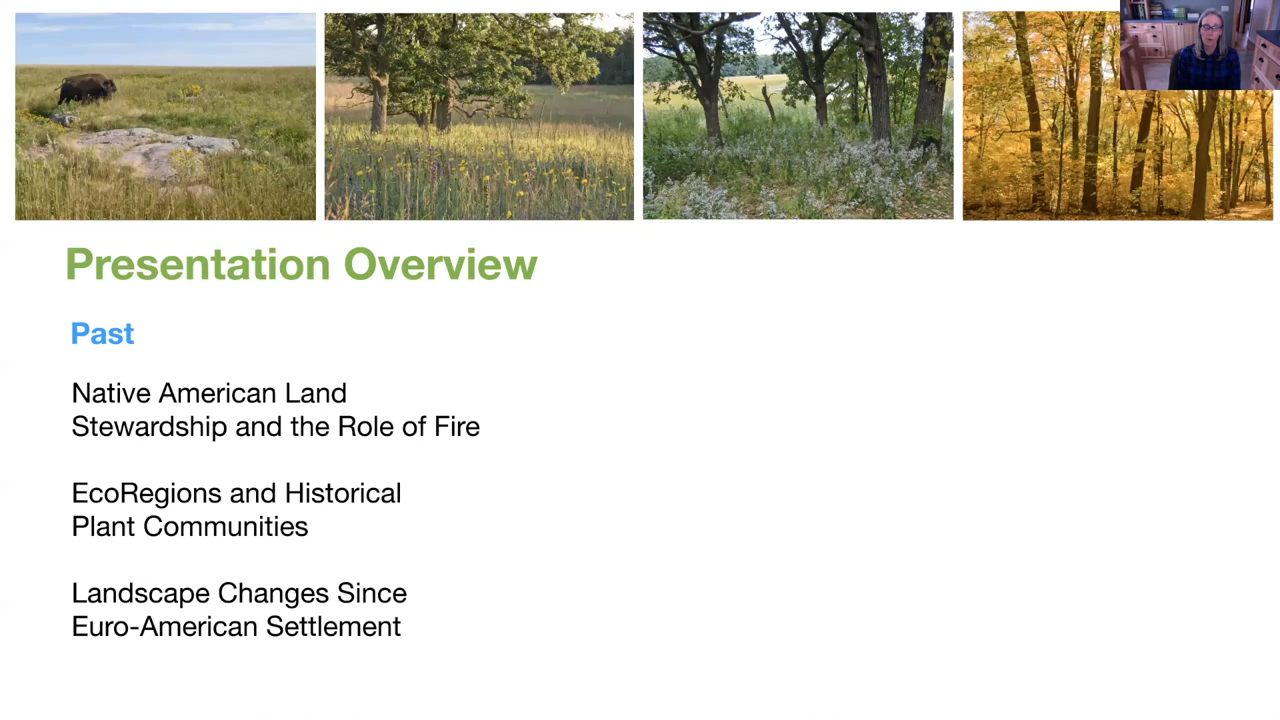 Presentation Overview
Past
Native American Land
Stewardship and the Role of Fire
EcoRegions and Historical
Plant Communities
Landscape Changes Since
Euro-American Settlement